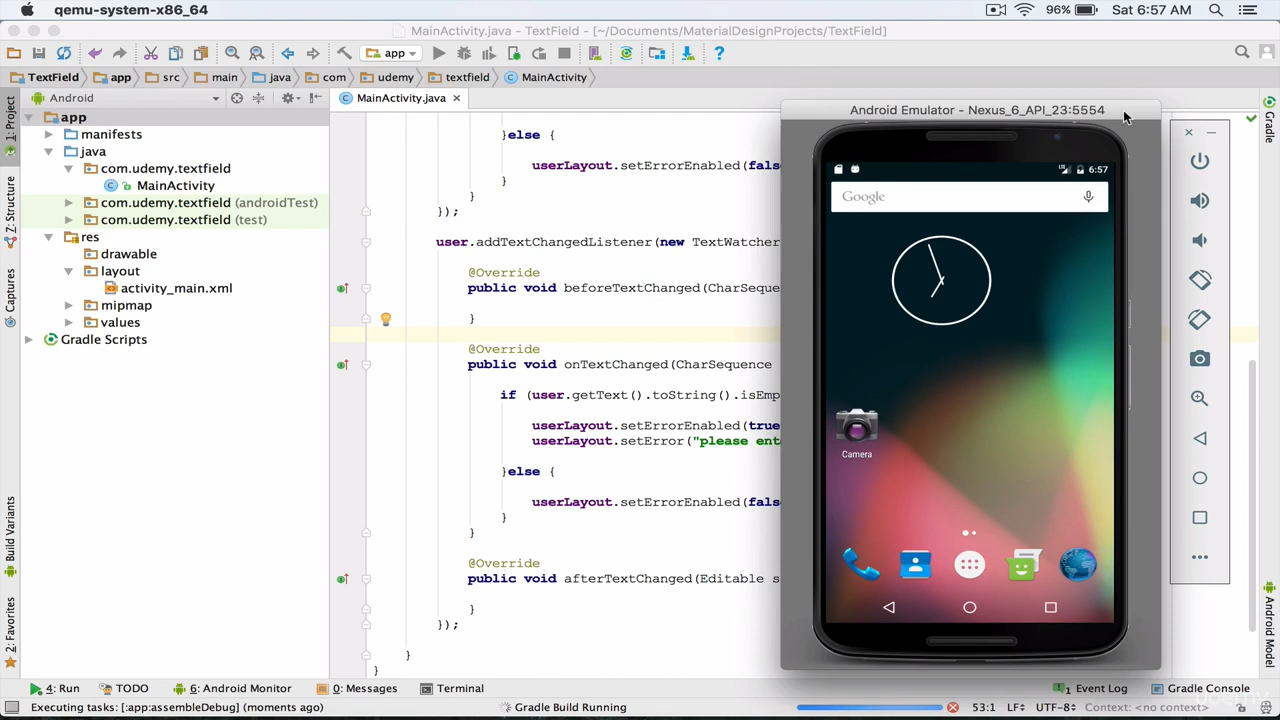 qemu-system-x86_64
96%
Sat 6:57 AM
MainActivity.java - TextField - [~/Documents/MaterialDesignProjects/TextField]
app
TextField
app
src
main
java
com
udemy
textfield
MainActivity
1: Project
Z: Structure
Captures
Build Variants
2: Favorites
Android
app
manifests
java
com.udemy.textfield
MainActivity
com.udemy.textfield (androidTest)
com.udemy.textfield (test)
res
drawable
layout
activity_main.xml
mipmap
values
Gradle Scripts
MainActivity.java
}else {
userLayout.setErrorEnabled(fals
}
}
});
user.addTextChangedListener(new TextWatcher
@Override
public void beforeTextChanged(CharSeque
}
@Override
public void onTextChanged(CharSequence
if (user.getText().toString().isEmp
userLayout.setErrorEnabled(true
userLayout.setError("please ent
}else {
userLayout.setErrorEnabled(fals
}
}
@Override
public void afterTextChanged(Editable s
}
});
}
}
Android Emulator - Nexus_6_API_23:5554
6:57
Google
Camera
Gradle
Android Model
4: Run
TODO
6: Android Monitor
0: Messages
Terminal
1 Event Log
Gradle Console
Executing tasks: [:app:assembleDebug] (moments ago)
Gradle Build Running
53:1
LF
UTF-8
Context: <no context>
udemy